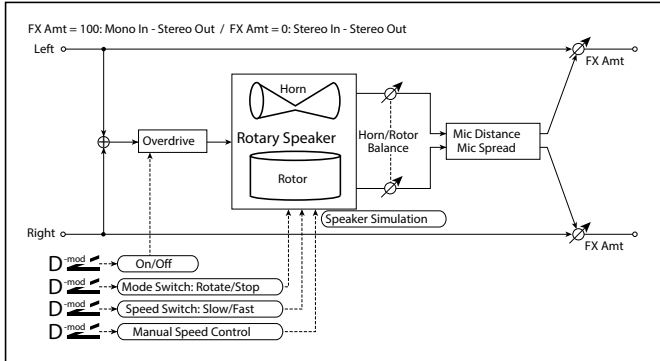 FX Amt = 100: Mono In - Stereo Out / FX Amt = 0: Stereo In - Stereo Out
Left
FX Amt
Horn
Overdrive
Rotary Speaker
Horn/Rotor
Balance
Mic Distance
Mic Spread
Rotor
Speaker Simulation
Right
FX Amt
D-mod
On/Off
D-mod
Mode Switch: Rotate/Stop
D-mod
Speed Switch: Slow/Fast
D-mod
Manual Speed Control